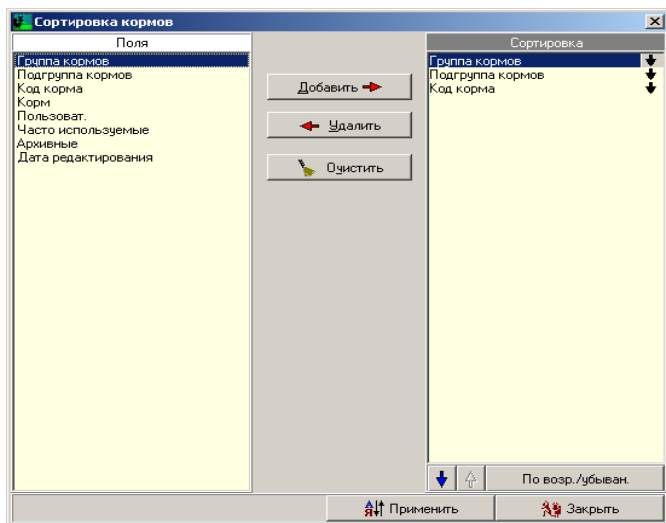 Сортировка кормов
Поля
Группа кормов
Подгруппа кормов
Код корма
Корм
Пользоват.
Часто используемые
Архивные
Дата редактирования
Добавить
Удалить
Очистить
Сортировка
Группа кормов
Подгруппа кормов
Код корма
По возр./убыван.
Применить
Закрыть